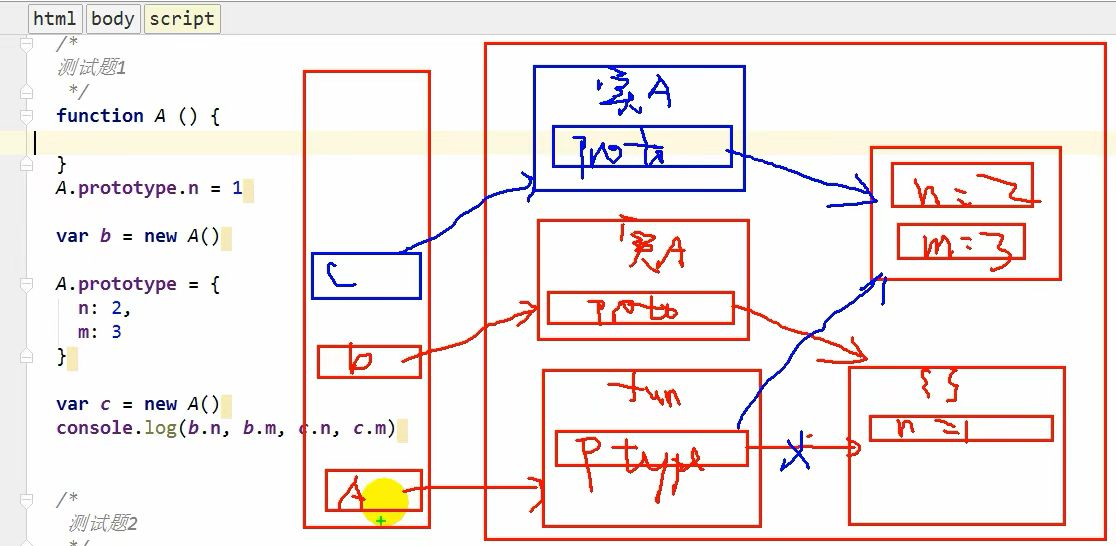 html body script
/*
测试题1
*/
function A () {
}
A.prototype.n = 1
var b = new A()
A.prototype = {
n: 2,
m: 3
}
var c = new A()
console.log(b.n, b.m, c.n, c.m)
/*
测试题2
*/
c
b
A
实A
proto
实A
proto
fun
P type
n = 2
m = 3
{ }
n = 1